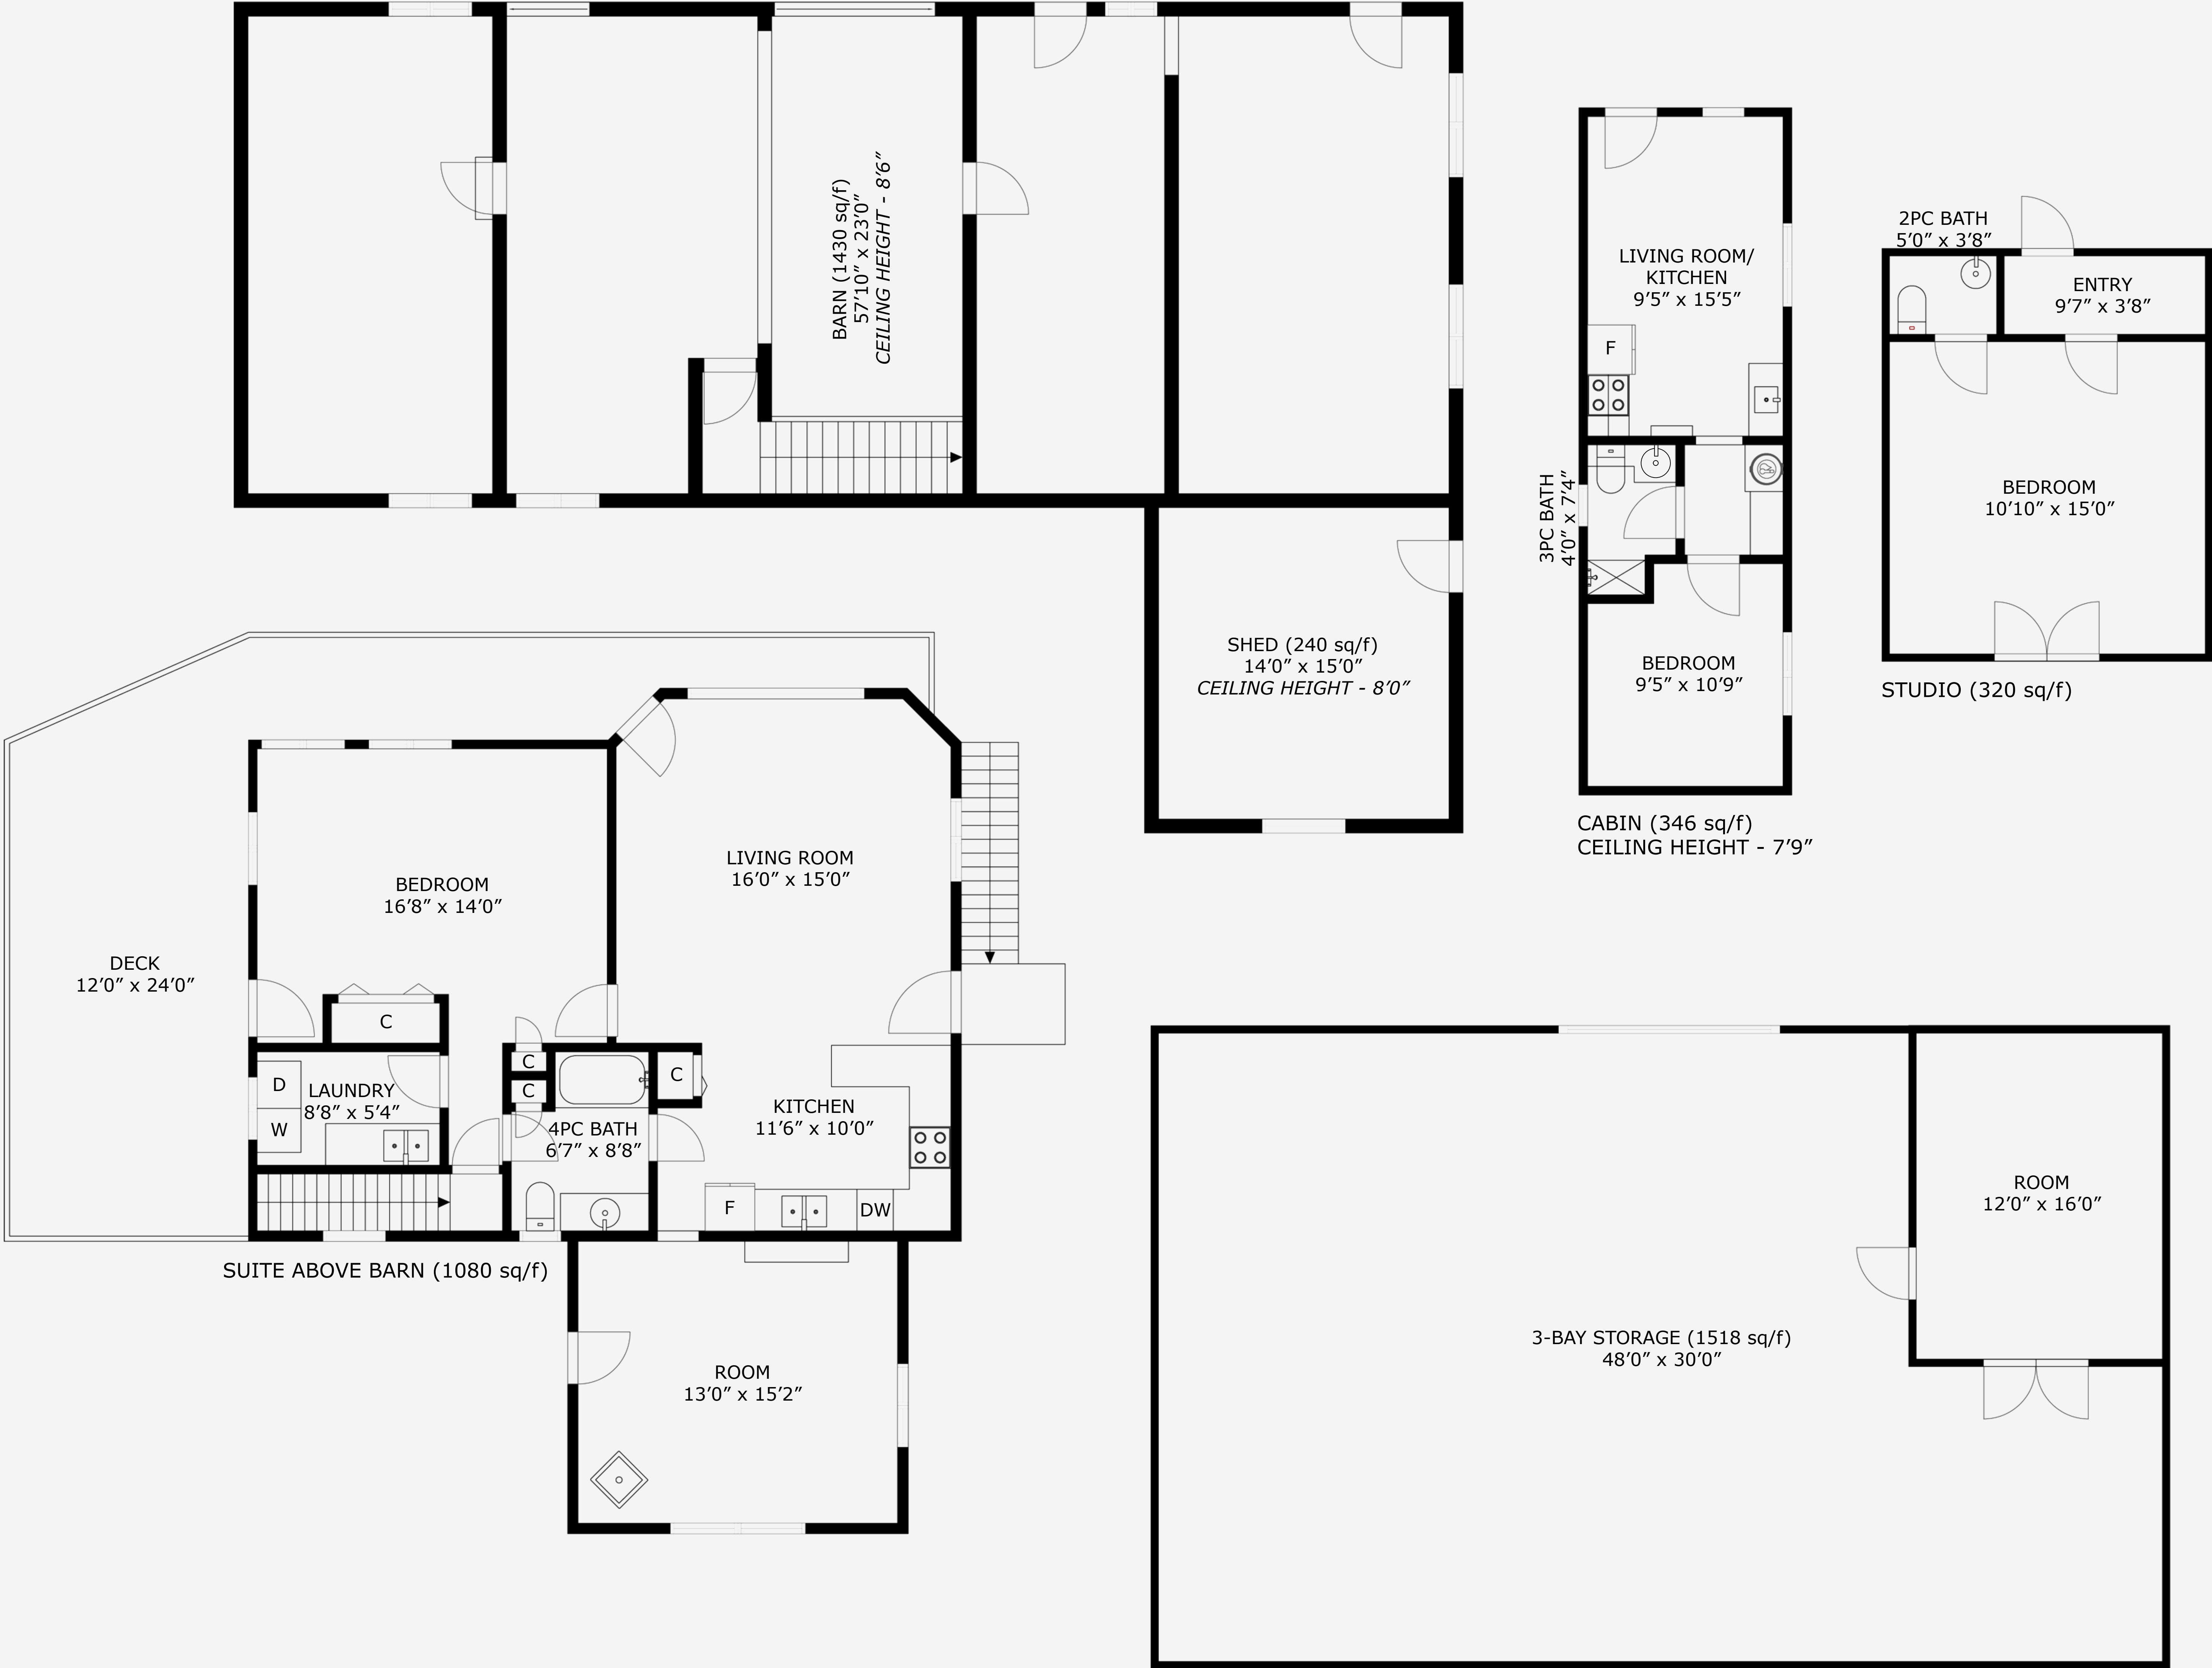 BARN (1430 sq/f)
57′10″ x 23′0″
CEILING HEIGHT - 8′6″
LIVING ROOM/
KITCHEN
9′5″ x 15′5″
F
3PC BATH
4′0″ x 7′4″
BEDROOM
9′5″ x 10′9″
CABIN (346 sq/f)
CEILING HEIGHT - 7′9″
2PC BATH
5′0″ x 3′8″
ENTRY
9′7″ x 3′8″
BEDROOM
10′10″ x 15′0″
STUDIO (320 sq/f)
SHED (240 sq/f)
14′0″ x 15′0″
CEILING HEIGHT - 8′0″
DECK
12′0″ x 24′0″
BEDROOM
16′8″ x 14′0″
LIVING ROOM
16′0″ x 15′0″
C
C
C
C
D
W
LAUNDRY
8′8″ x 5′4″
4PC BATH
6′7″ x 8′8″
KITCHEN
11′6″ x 10′0″
F
DW
SUITE ABOVE BARN (1080 sq/f)
ROOM
13′0″ x 15′2″
3-BAY STORAGE (1518 sq/f)
48′0″ x 30′0″
ROOM
12′0″ x 16′0″